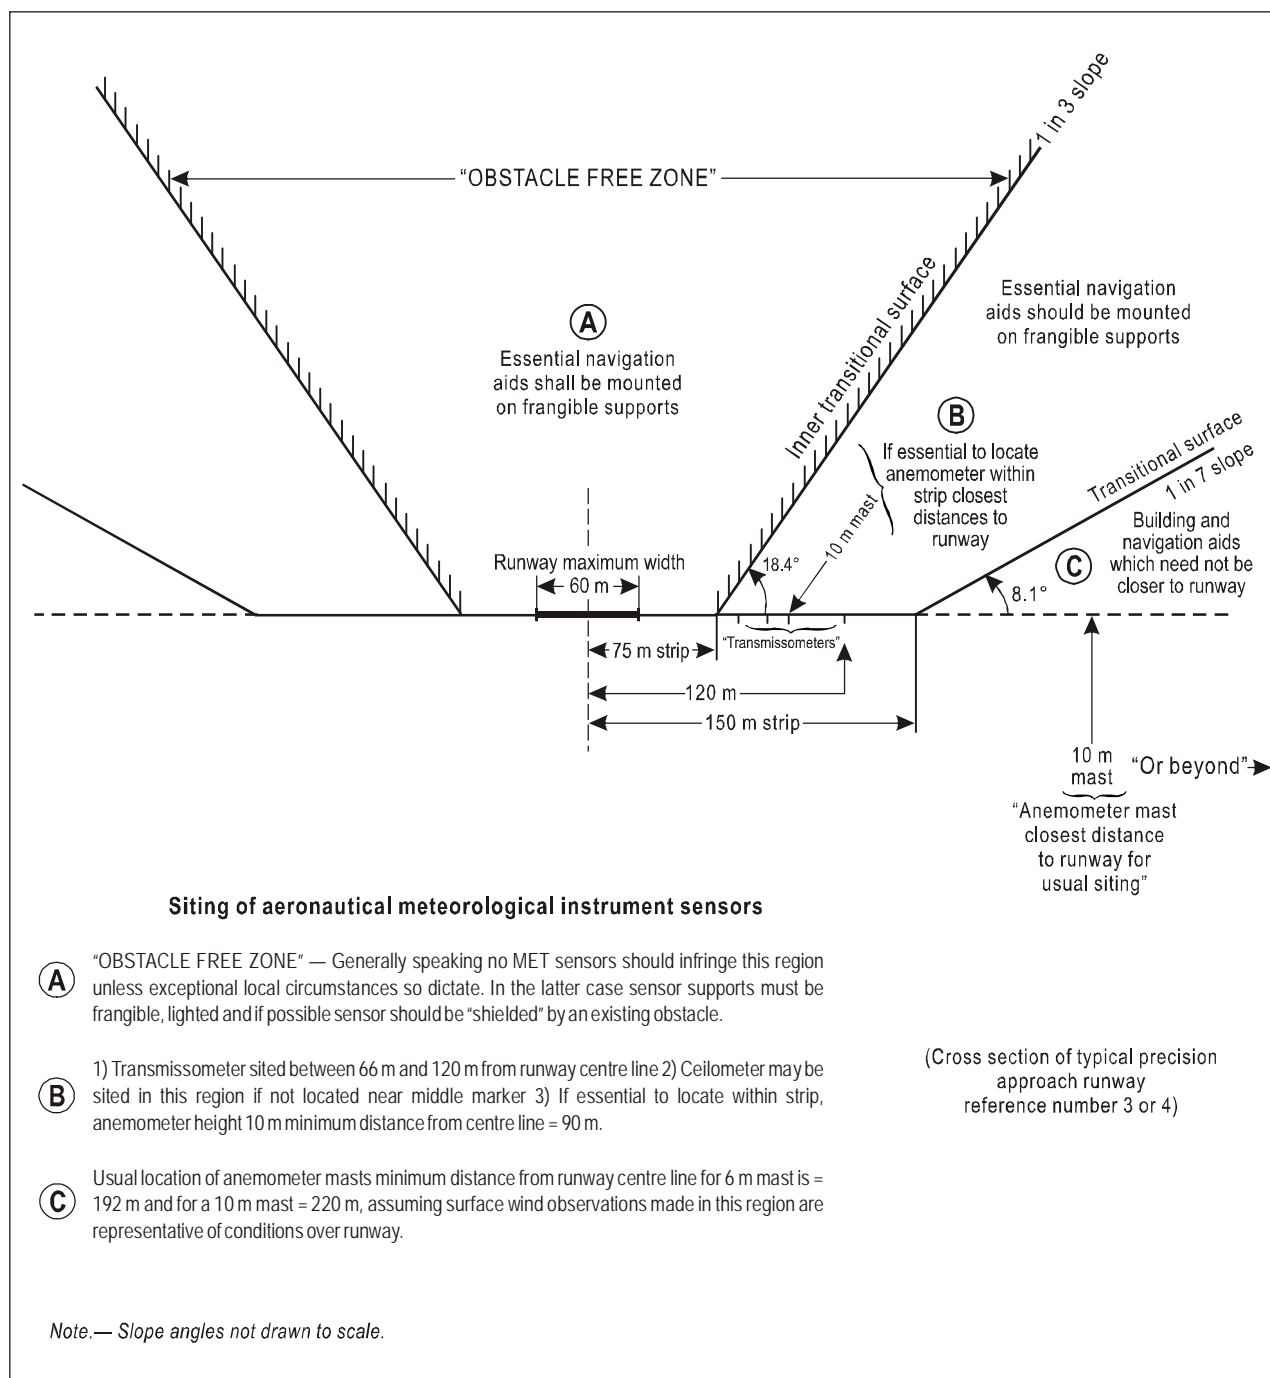 1 in 3 slope
“OBSTACLE FREE ZONE”
Essential navigation
aids should be mounted
on frangible supports
A
Essential navigation
aids shall be mounted
on frangible supports
Inner transitional surface
B
If essential to locate
anemometer within
strip closest
distances to
runway
10 m mast
Transitional surface
1 in 7 slope
Building and
navigation aids
which need not be
closer to runway
C
Runway maximum width
60 m
18.4°
8.1°
“Transmissometers”
75 m strip
120 m
150 m strip
10 m
mast
“Or beyond”
“Anemometer mast
closest distance
to runway for
usual siting”
Siting of aeronautical meteorological instrument sensors
A
“OBSTACLE FREE ZONE” — Generally speaking no MET sensors should infringe this region
unless exceptional local circumstances so dictate. In the latter case sensor supports must be
frangible, lighted and if possible sensor should be “shielded” by an existing obstacle.
B
1) Transmissometer sited between 66 m and 120 m from runway centre line 2) Ceilometer may be
sited in this region if not located near middle marker 3) If essential to locate within strip,
anemometer height 10 m minimum distance from centre line = 90 m.
(Cross section of typical precision
approach runway
reference number 3 or 4)
C
Usual location of anemometer masts minimum distance from runway centre line for 6 m mast is =
192 m and for a 10 m mast = 220 m, assuming surface wind observations made in this region are
representative of conditions over runway.
Note.— Slope angles not drawn to scale.